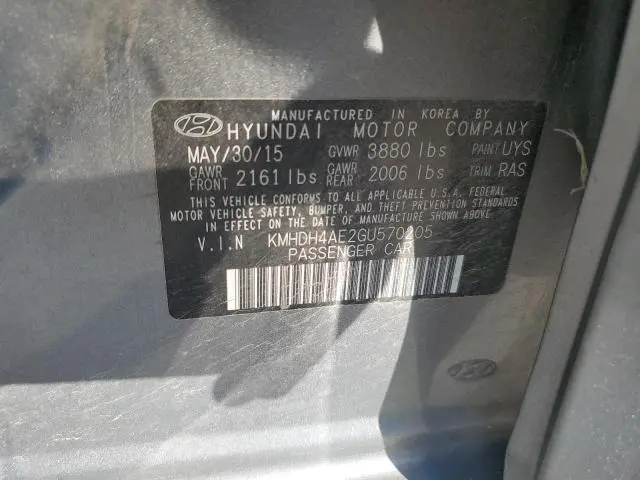 MANUFACTURED IN KOREA BY
HYUNDAI MOTOR COMPANY
MAY/30/15 GVWR 3880 lbs PAINT UYS
GAWR FRONT 2161 lbs GAWR REAR 2006 lbs TRIM RAS
THIS VEHICLE CONFORMS TO ALL APPLICABLE U.S.A. FEDERAL
MOTOR VEHICLE SAFETY, BUMPER, AND THEFT PREVENTION STANDARDS
IN EFFECT ON THE DATE OF MANUFACTURE SHOWN ABOVE.
V.I.N KMHDH4AE2GU570205
PASSENGER CAR